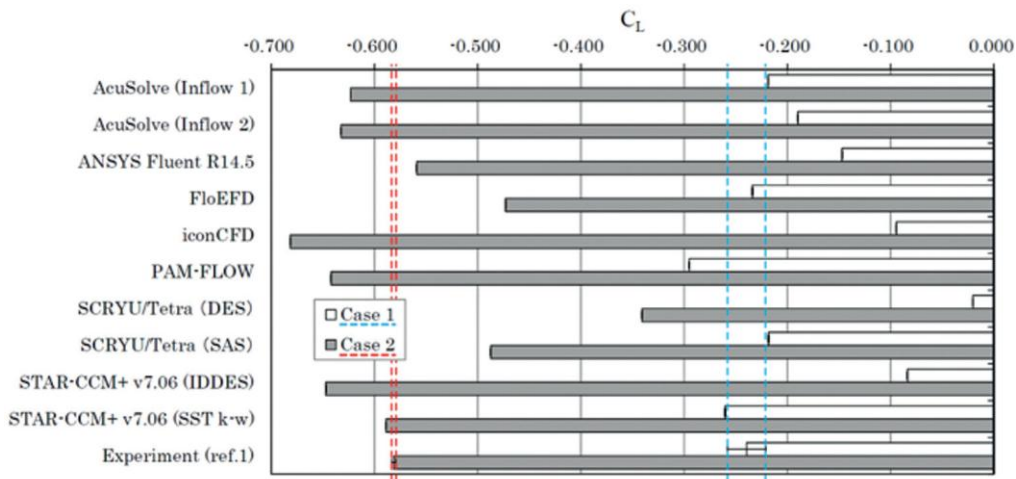 C_L
-0.700 -0.600 -0.500 -0.400 -0.300 -0.200 -0.100 0.000
AcuSolve (Inflow 1)
AcuSolve (Inflow 2)
ANSYS Fluent R14.5
FloEFD
iconCFD
PAM-FLOW
SCRYU/Tetra (DES)
Case 1
Case 2
SCRYU/Tetra (SAS)
STAR-CCM+ v7.06 (IDDES)
STAR-CCM+ v7.06 (SST k-w)
Experiment (ref.1)